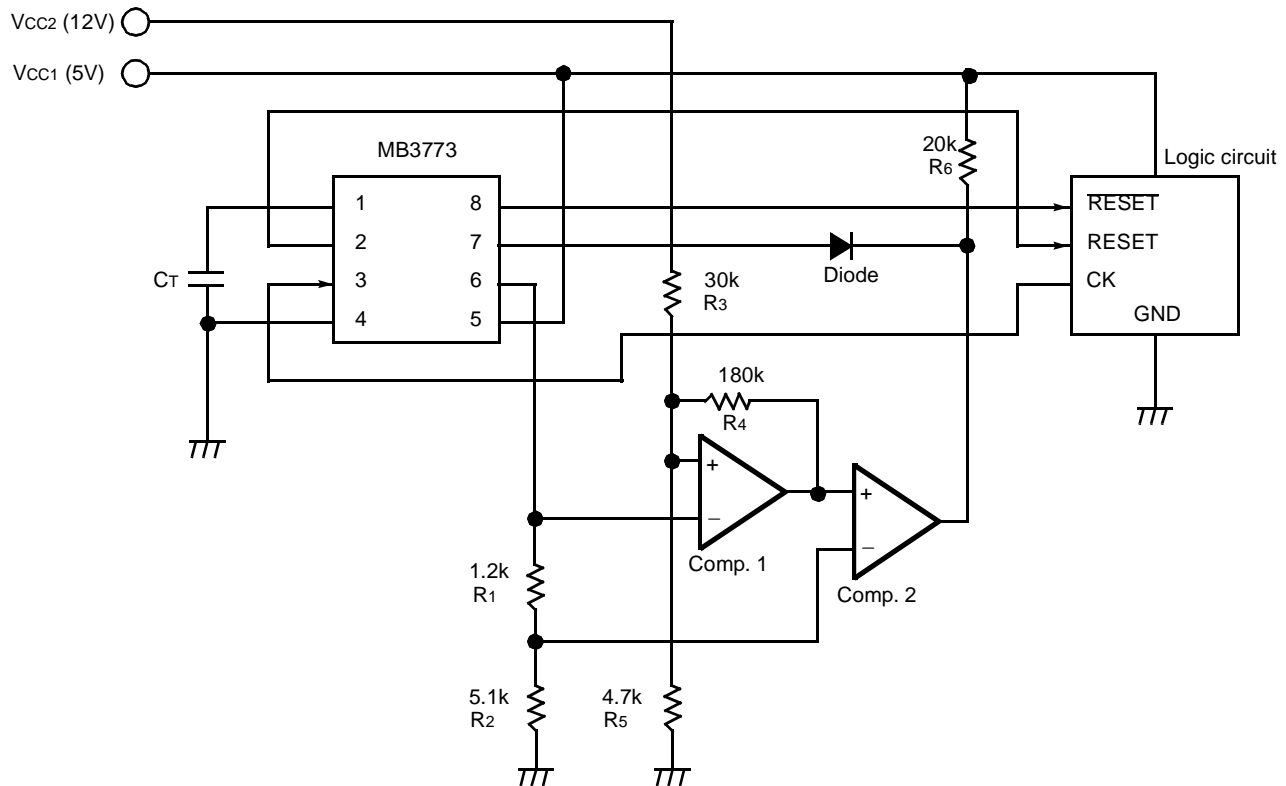 VCC2 (12V)
VCC1 (5V)
MB3773
20k
R6
Logic circuit
1
8
RESET
2
7
RESET
CT
3
6
Diode
30k
R3
CK
4
5
GND
180k
R4
+
−
Comp. 1
+
−
Comp. 2
1.2k
R1
5.1k
R2
4.7k
R5